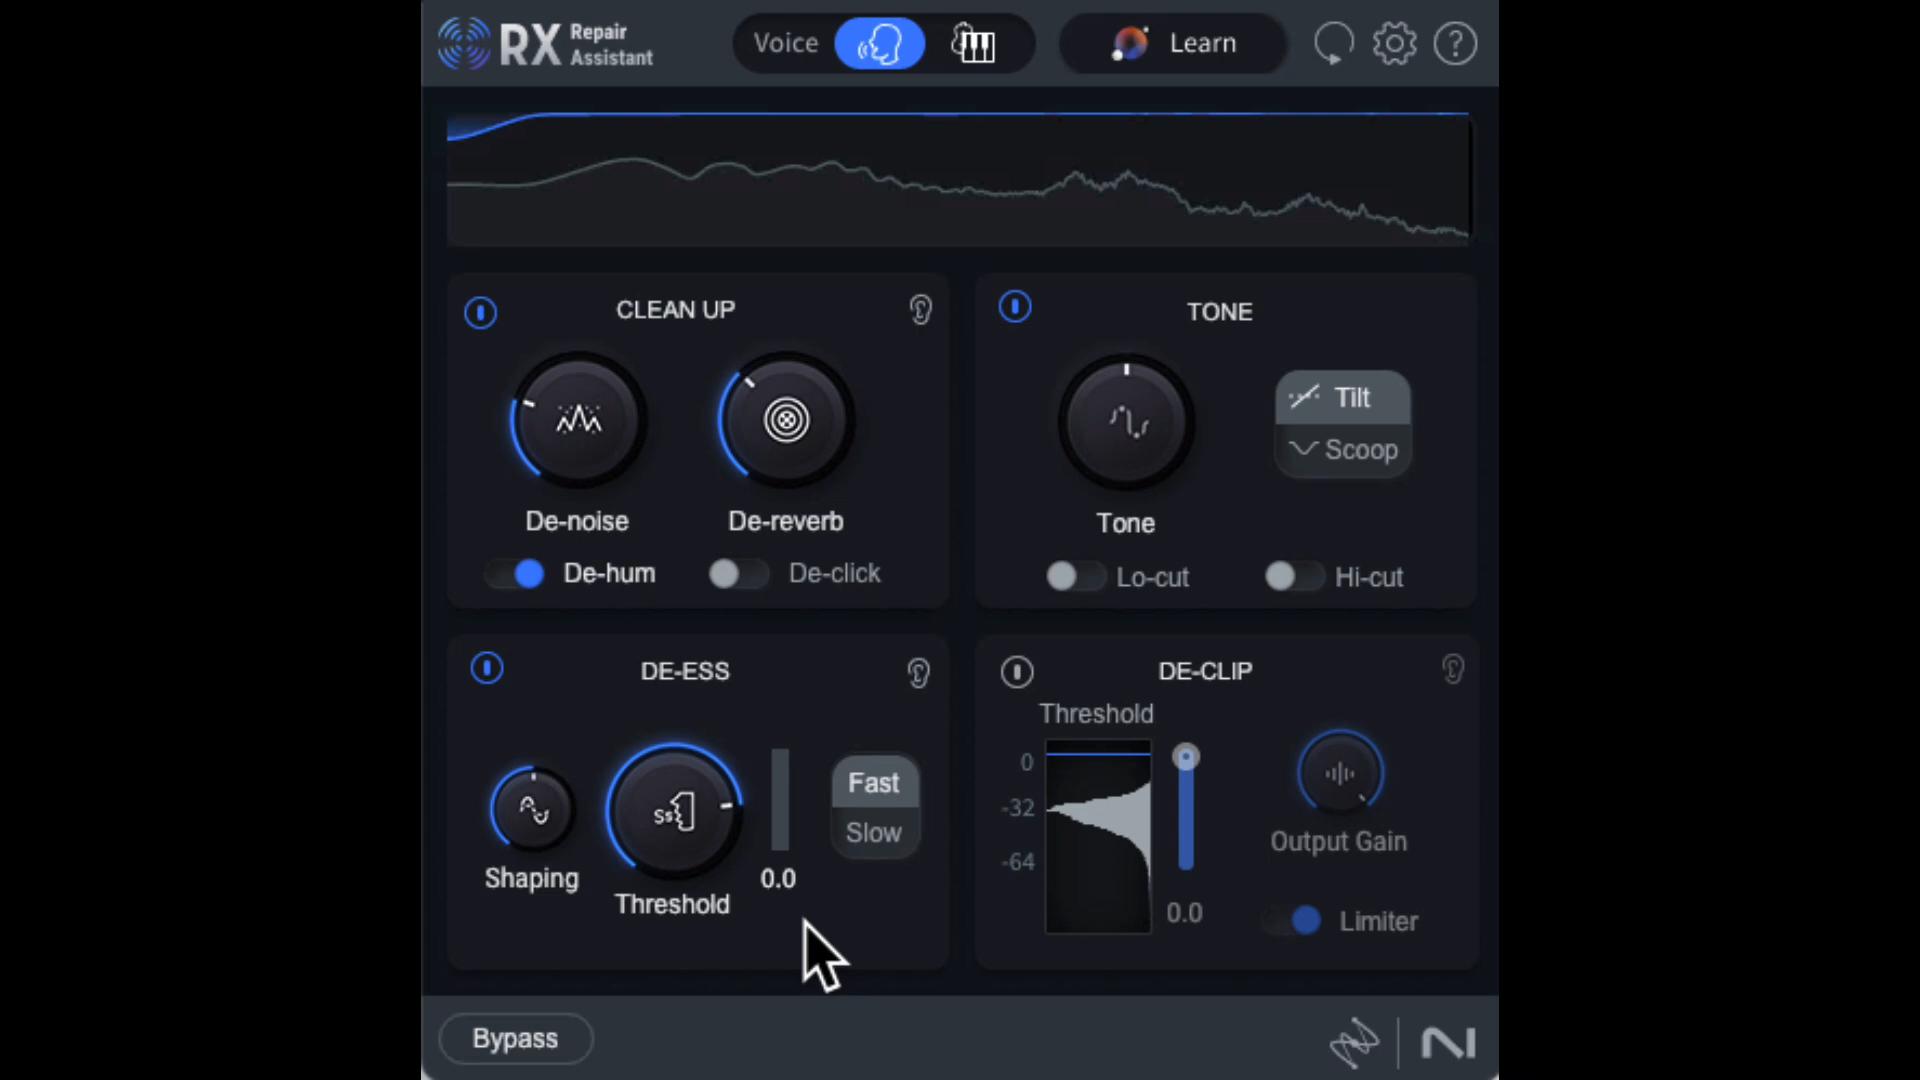 RX Repair Assistant
Voice
Learn
?
CLEAN UP
De-noise
De-reverb
De-hum
De-click
TONE
Tone
Tilt
Scoop
Lo-cut
Hi-cut
DE-ESS
Ss
Shaping
Threshold
0.0
Fast
Slow
DE-CLIP
Threshold
0
-32
-64
0.0
Output Gain
Limiter
Bypass